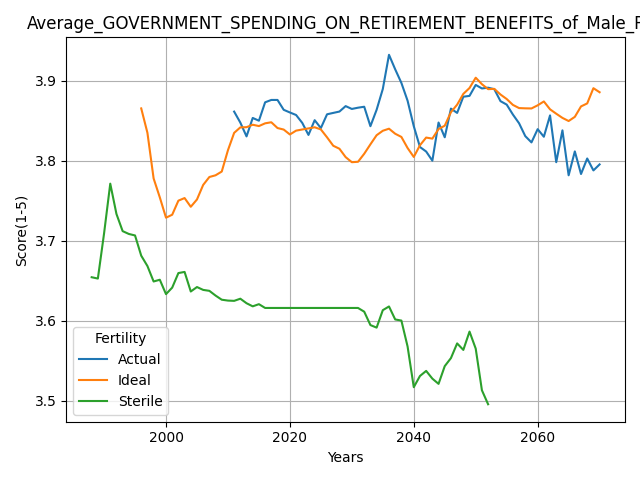 Average_GOVERNMENT_SPENDING_ON_RETIREMENT_BENEFITS_of_Male_
3.9
3.8
3.7
3.6
3.5
Score(1-5)
Fertility
Actual
Ideal
Sterile
2000 2020 2040 2060
Years